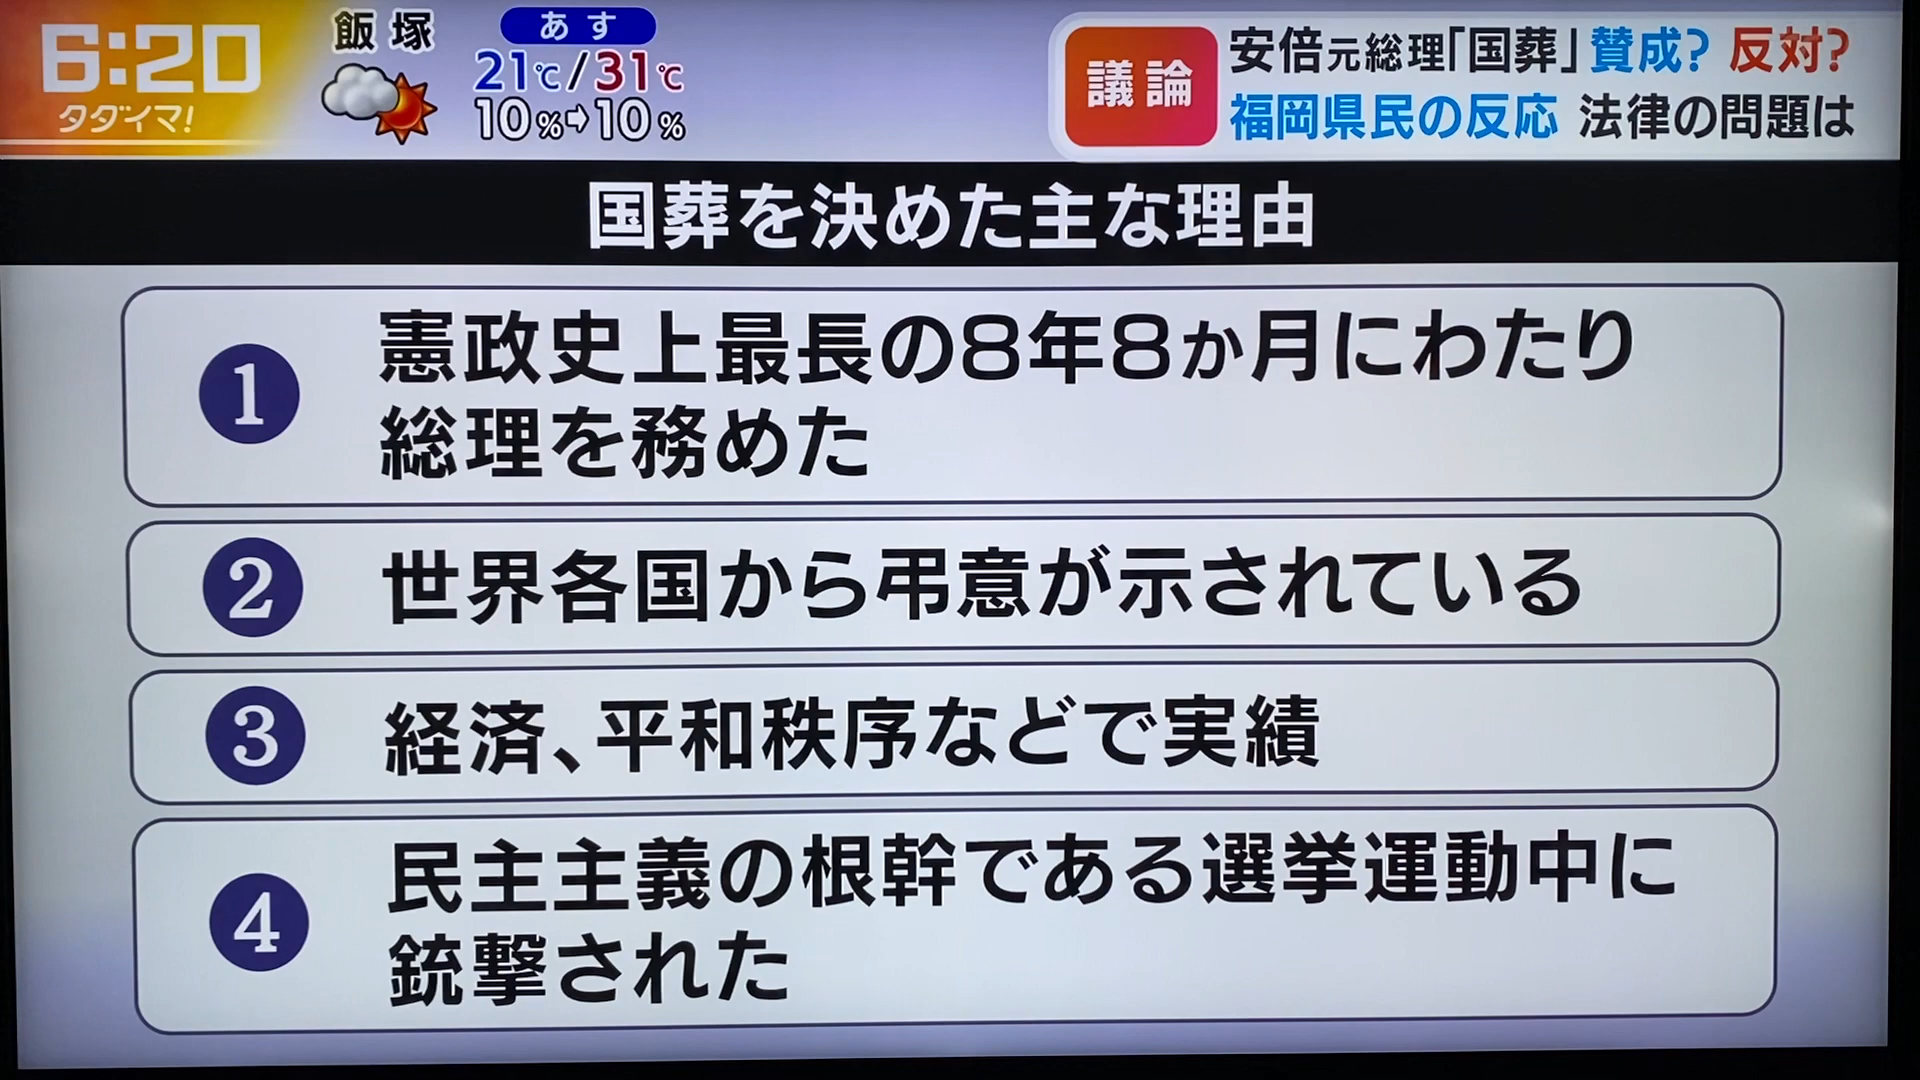 6:20
タダイマ!
飯塚
あす
21℃/31℃
10%➡10%
議論
安倍元総理「国葬」賛成? 反対?
福岡県民の反応 法律の問題は
国葬を決めた主な理由
1
憲政史上最長の8年8か月にわたり
総理を務めた
2
世界各国から弔意が示されている
3
経済、平和秩序などで実績
4
民主主義の根幹である選挙運動中に
銃撃された